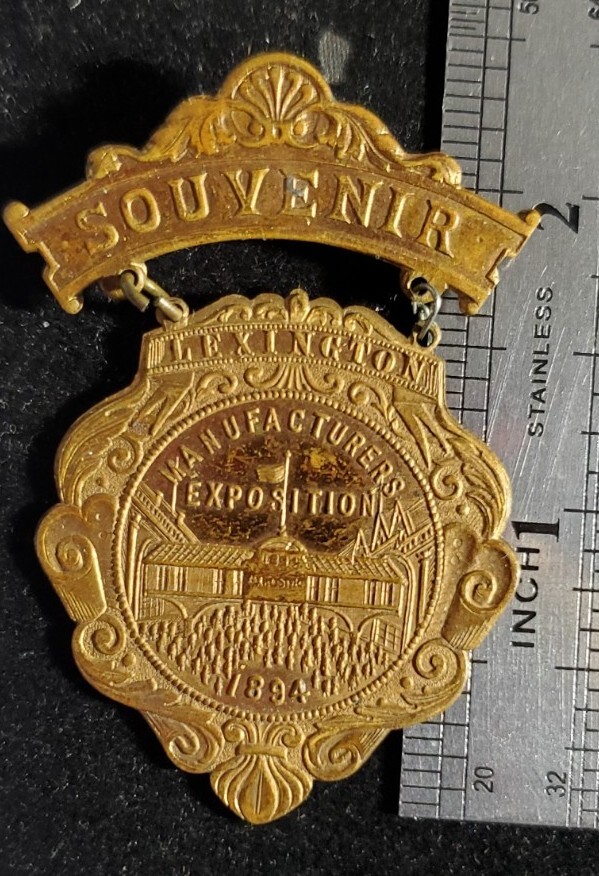 SOUVENIR
LEXINGTON
MANUFACTURERS
EXPOSITION
1894
2
STAINLESS
1
INCH
20
32